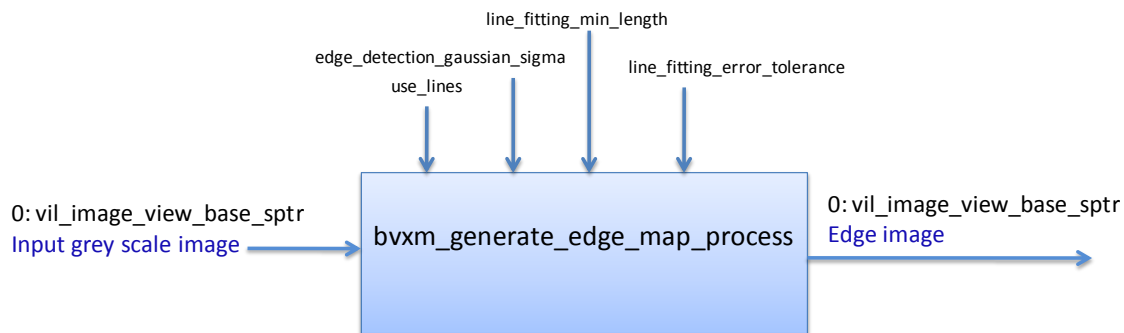 line_fitting_min_length
edge_detection_gaussian_sigma
line_fitting_error_tolerance
use_lines
0: vil_image_view_base_sptr
Input grey scale image
bvxm_generate_edge_map_process
0: vil_image_view_base_sptr
Edge image